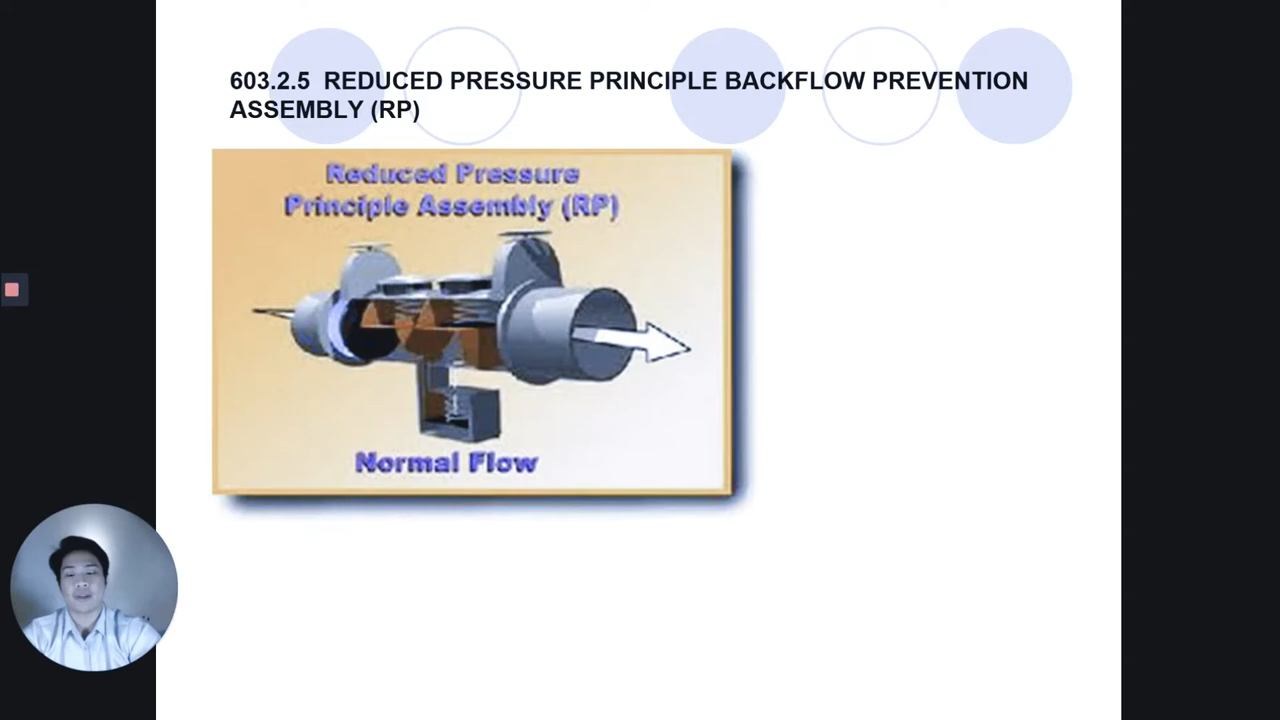 603.2.5 REDUCED PRESSURE PRINCIPLE BACKFLOW PREVENTION
ASSEMBLY (RP)
Reduced Pressure
Principle Assembly (RP)
Normal Flow